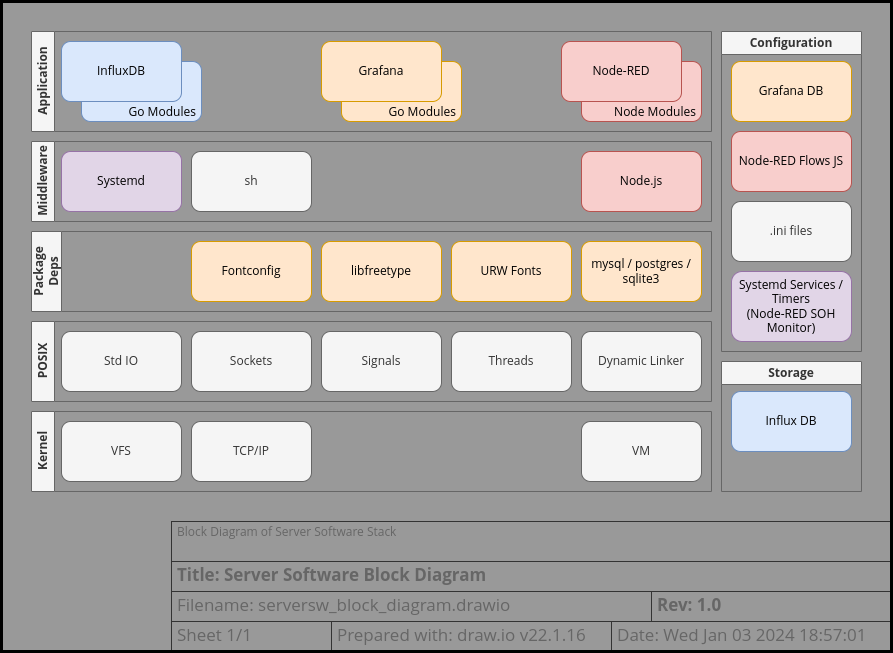 Application
InfluxDB
Go Modules
Grafana
Go Modules
Node-RED
Node Modules
Middleware
Systemd
sh
Node.js
Package
Deps
Fontconfig
libfreetype
URW Fonts
mysql / postgres /
sqlite3
POSIX
Std IO
Sockets
Signals
Threads
Dynamic Linker
Kernel
VFS
TCP/IP
VM
Configuration
Grafana DB
Node-RED Flows JS
.ini files
Systemd Services /
Timers
(Node-RED SOH
Monitor)
Storage
Influx DB
Block Diagram of Server Software Stack
Title: Server Software Block Diagram
Filename: serversw_block_diagram.drawio
Rev: 1.0
Sheet 1/1
Prepared with: draw.io v22.1.16
Date: Wed Jan 03 2024 18:57:01